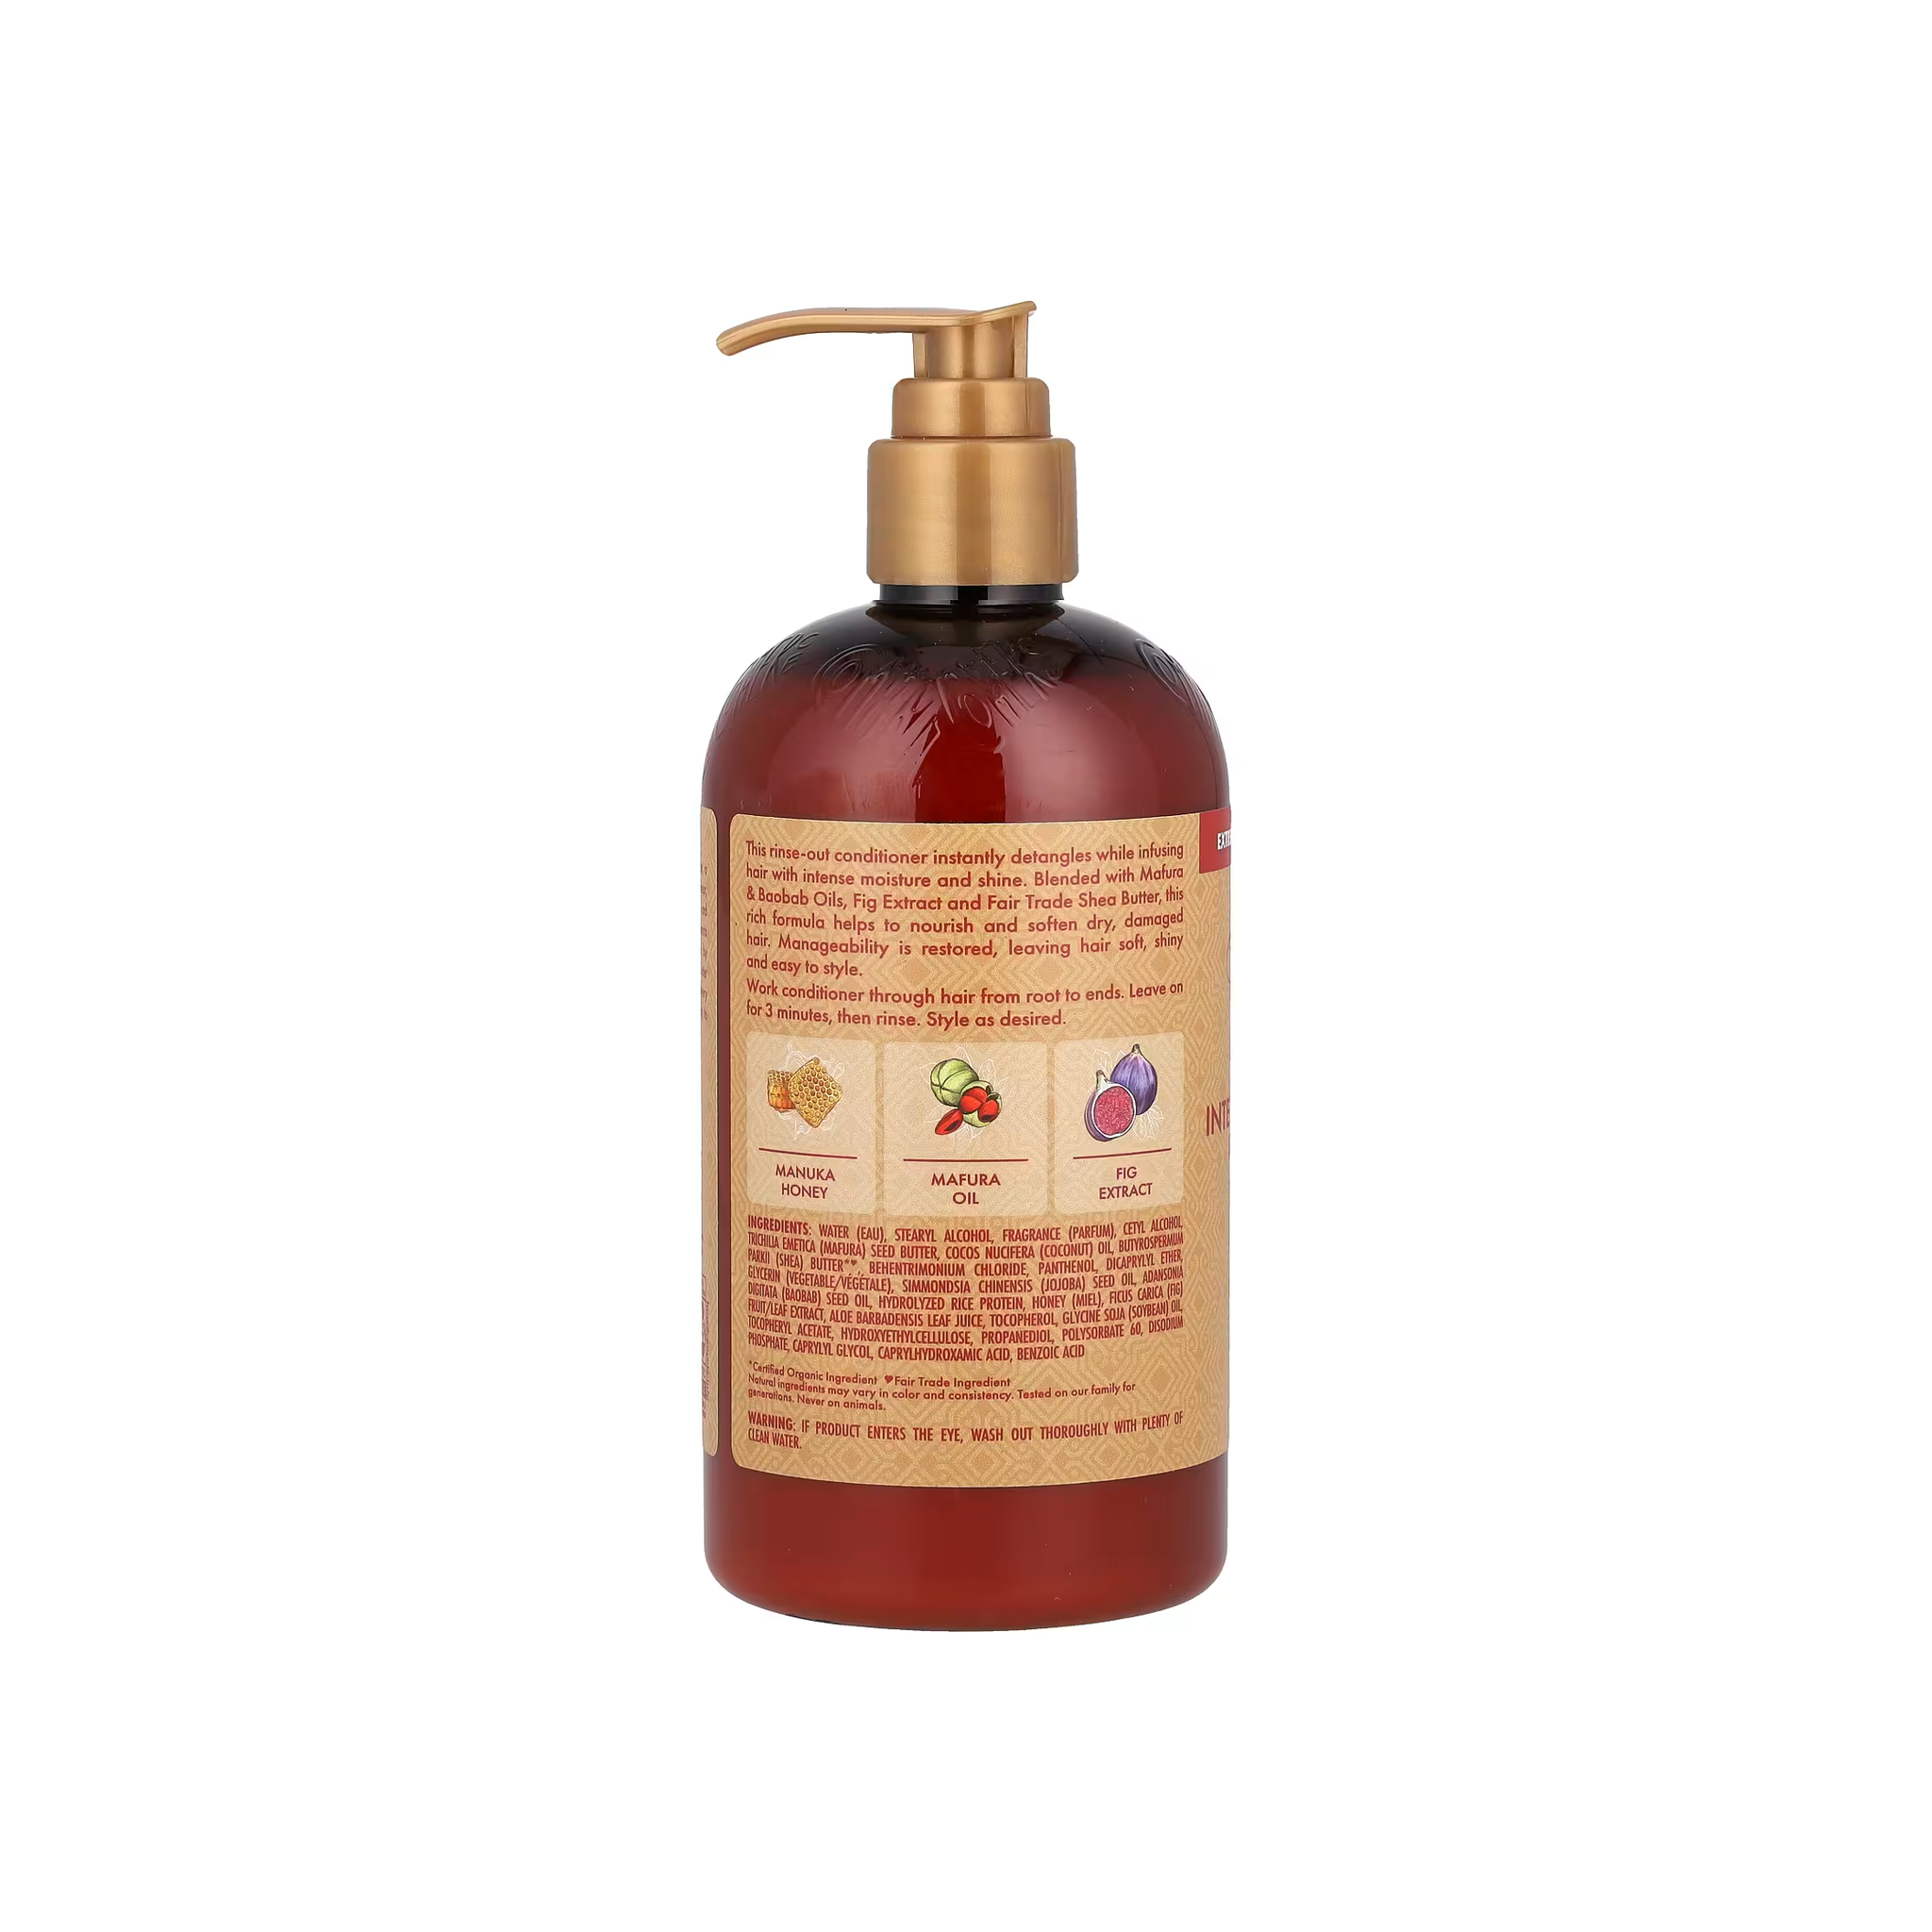 This rinse-out conditioner instantly detangles while infusing
hair with intense moisture and shine. Blended with Mafura
& Baobab Oils, Fig Extract and Fair Trade Shea Butter, this
rich formula helps to nourish and soften dry, damaged
hair. Manageability is restored, leaving hair soft, shiny
and easy to style.
Work conditioner through hair from root to ends. Leave on
for 3 minutes, then rinse. Style as desired.
MANUKA
HONEY
MAFURA
OIL
FIG
EXTRACT
INGREDIENTS: WATER (EAU), STEARYL ALCOHOL, FRAGRANCE (PARFUM), CETYL ALCOHOL,
TRICHILIA EMETICA (MAFURA) SEED BUTTER, COCOS NUCIFERA (COCONUT) OIL, BUTYROSPERMUM
PARKII (SHEA) BUTTER*♥, BEHENTRIMONIUM CHLORIDE, PANTHENOL, DICAPRYLYL ETHER,
GLYCERIN (VEGETABLE/VÉGÉTALE), SIMMONDSIA CHINENSIS (JOJOBA) SEED OIL, ADANSONIA
DIGITATA (BAOBAB) SEED OIL, HYDROLYZED RICE PROTEIN, HONEY (MIEL), FICUS CARICA (FIG)
FRUIT/LEAF EXTRACT, ALOE BARBADENSIS LEAF JUICE, TOCOPHEROL, GLYCINE SOJA (SOYBEAN) OIL,
TOCOPHERYL ACETATE, HYDROXYETHYLCELLULOSE, PROPANEDIOL, POLYSORBATE 60, DISODIUM
PHOSPHATE, CAPRYLYL GLYCOL, CAPRYLHYDROXAMIC ACID, BENZOIC ACID
*Certified Organic Ingredient ♥Fair Trade Ingredient
Natural ingredients may vary in color and consistency. Tested on our family for
generations. Never on animals.
WARNING: IF PRODUCT ENTERS THE EYE, WASH OUT THOROUGHLY WITH PLENTY OF
CLEAN WATER.
INTE